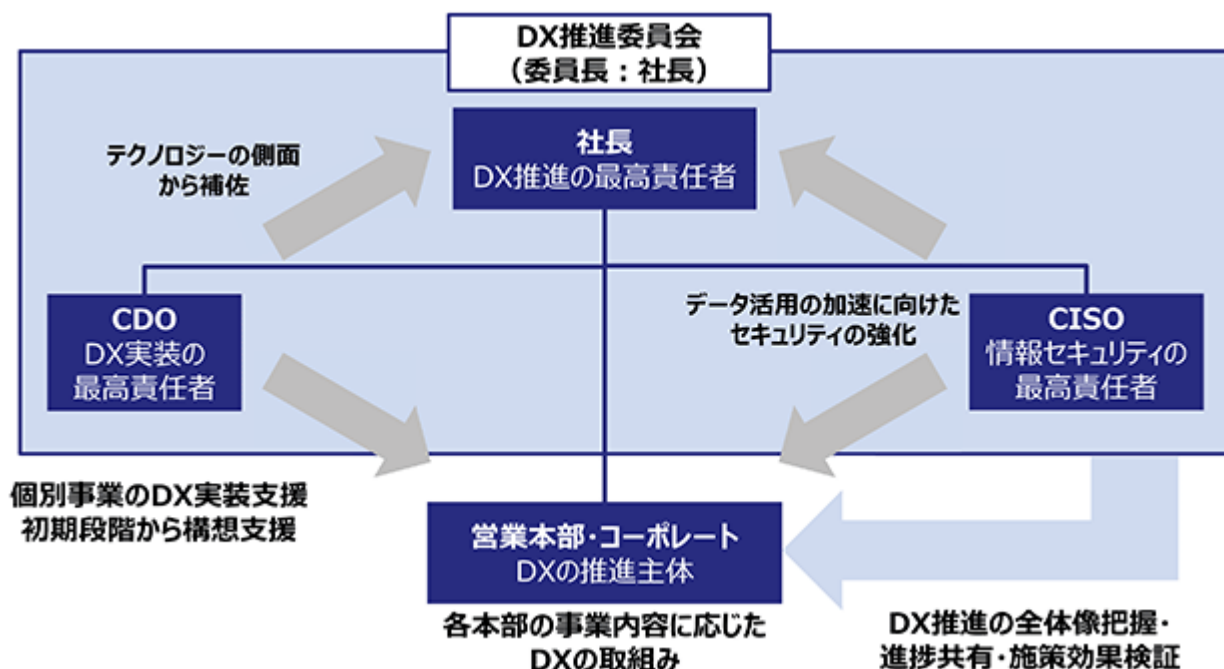 DX推進委員会
（委員長：社長）
社長
DX推進の最高責任者
テクノロジーの側面
から補佐
CDO
DX実装の
最高責任者
データ活用の加速に向けた
セキュリティの強化
CISO
情報セキュリティの
最高責任者
個別事業のDX実装支援
初期段階から構想支援
営業本部・コーポレート
DXの推進主体
各本部の事業内容に応じた
DXの取組み
DX推進の全体像把握・
進捗共有・施策効果検証